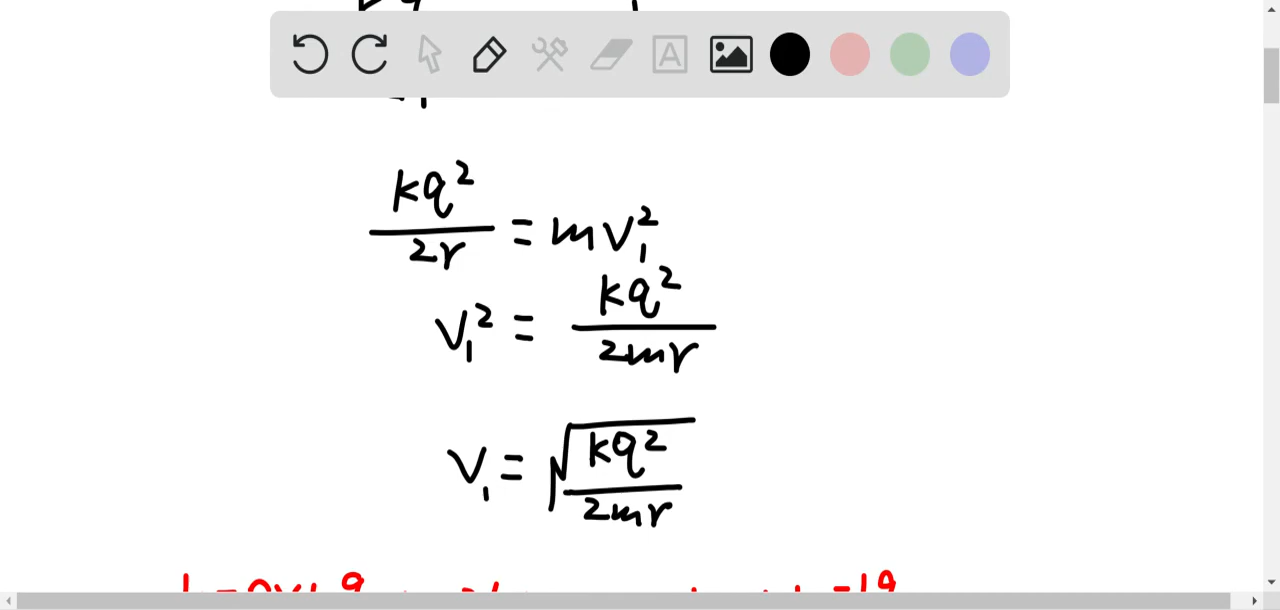 A
kq²/2r = mv₁²
v₁² = kq²/2mr
v₁ = √(kq²/2mr)